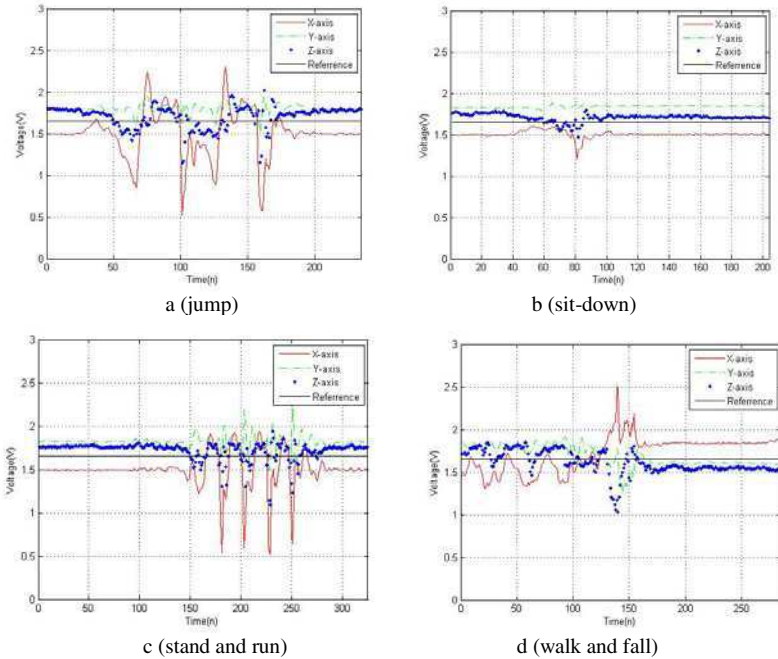 3
2.5
2
1.5
1
0.5
0
Voltage(V)
0 50 100 150 200
Time(n)
X-axis
Y-axis
Z-axis
Referrence
a (jump)
3
2.5
2
1.5
1
0.5
0
Voltage(V)
0 20 40 60 80 100 120 140 160 180 200
Time(n)
X-axis
Y-axis
Z-axis
Referrence
b (sit-down)
3
2.5
2
1.5
1
0.5
0
Voltage(V)
0 50 100 150 200 250 300
Time(n)
X-axis
Y-axis
Z-axis
Referrence
c (stand and run)
3
2.5
2
1.5
1
0.5
0
Voltage(V)
0 50 100 150 200 250
Time(n)
X-axis
Y-axis
Z-axis
Referrence
d (walk and fall)